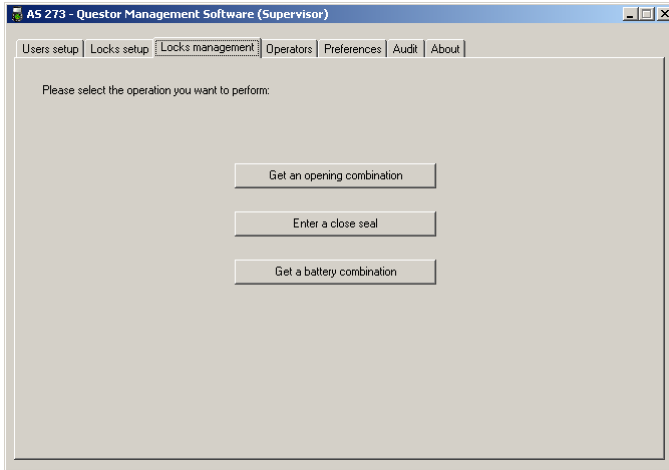 AS 273 - Questor Management Software (Supervisor)
Users setup Locks setup Locks management Operators Preferences Audit About
Please select the operation you want to perform:
Get an opening combination
Enter a close seal
Get a battery combination